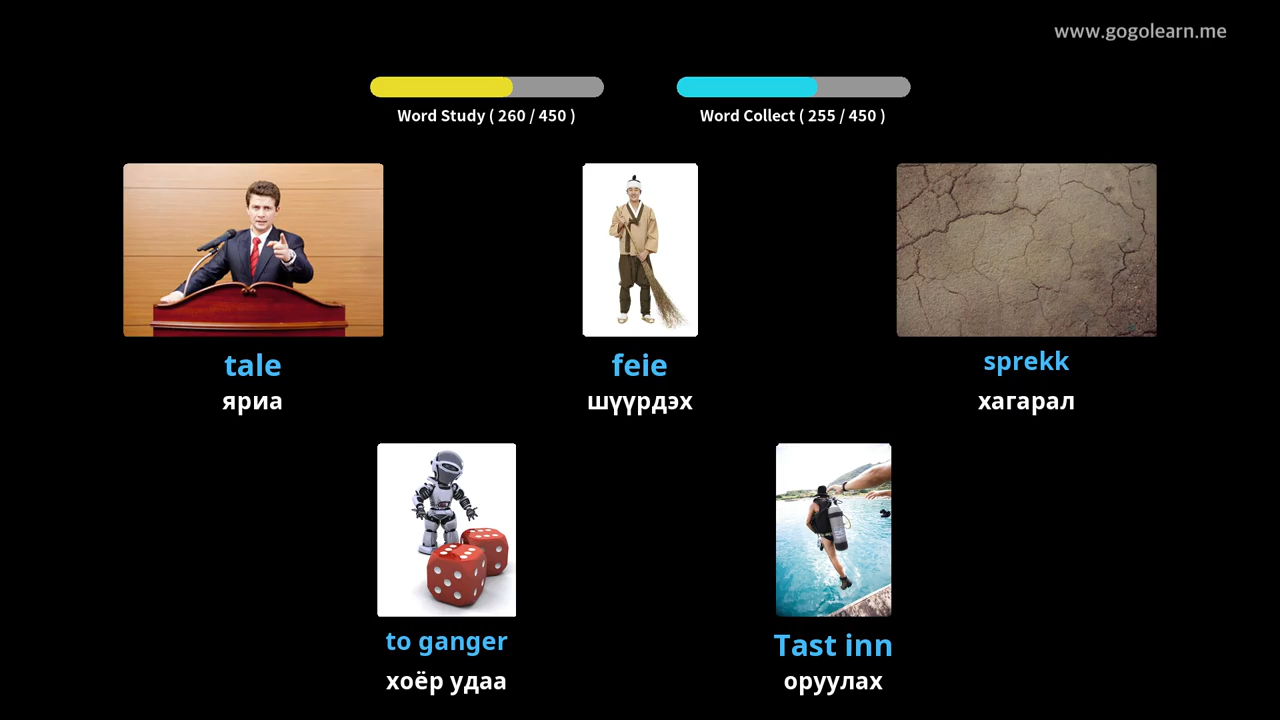 www.gogolearn.me
Word Study ( 260 / 450 )
Word Collect ( 255 / 450 )
tale
яриа
feie
шүүрдэх
sprekk
хагарал
to ganger
хоёр удаа
Tast inn
оруулах